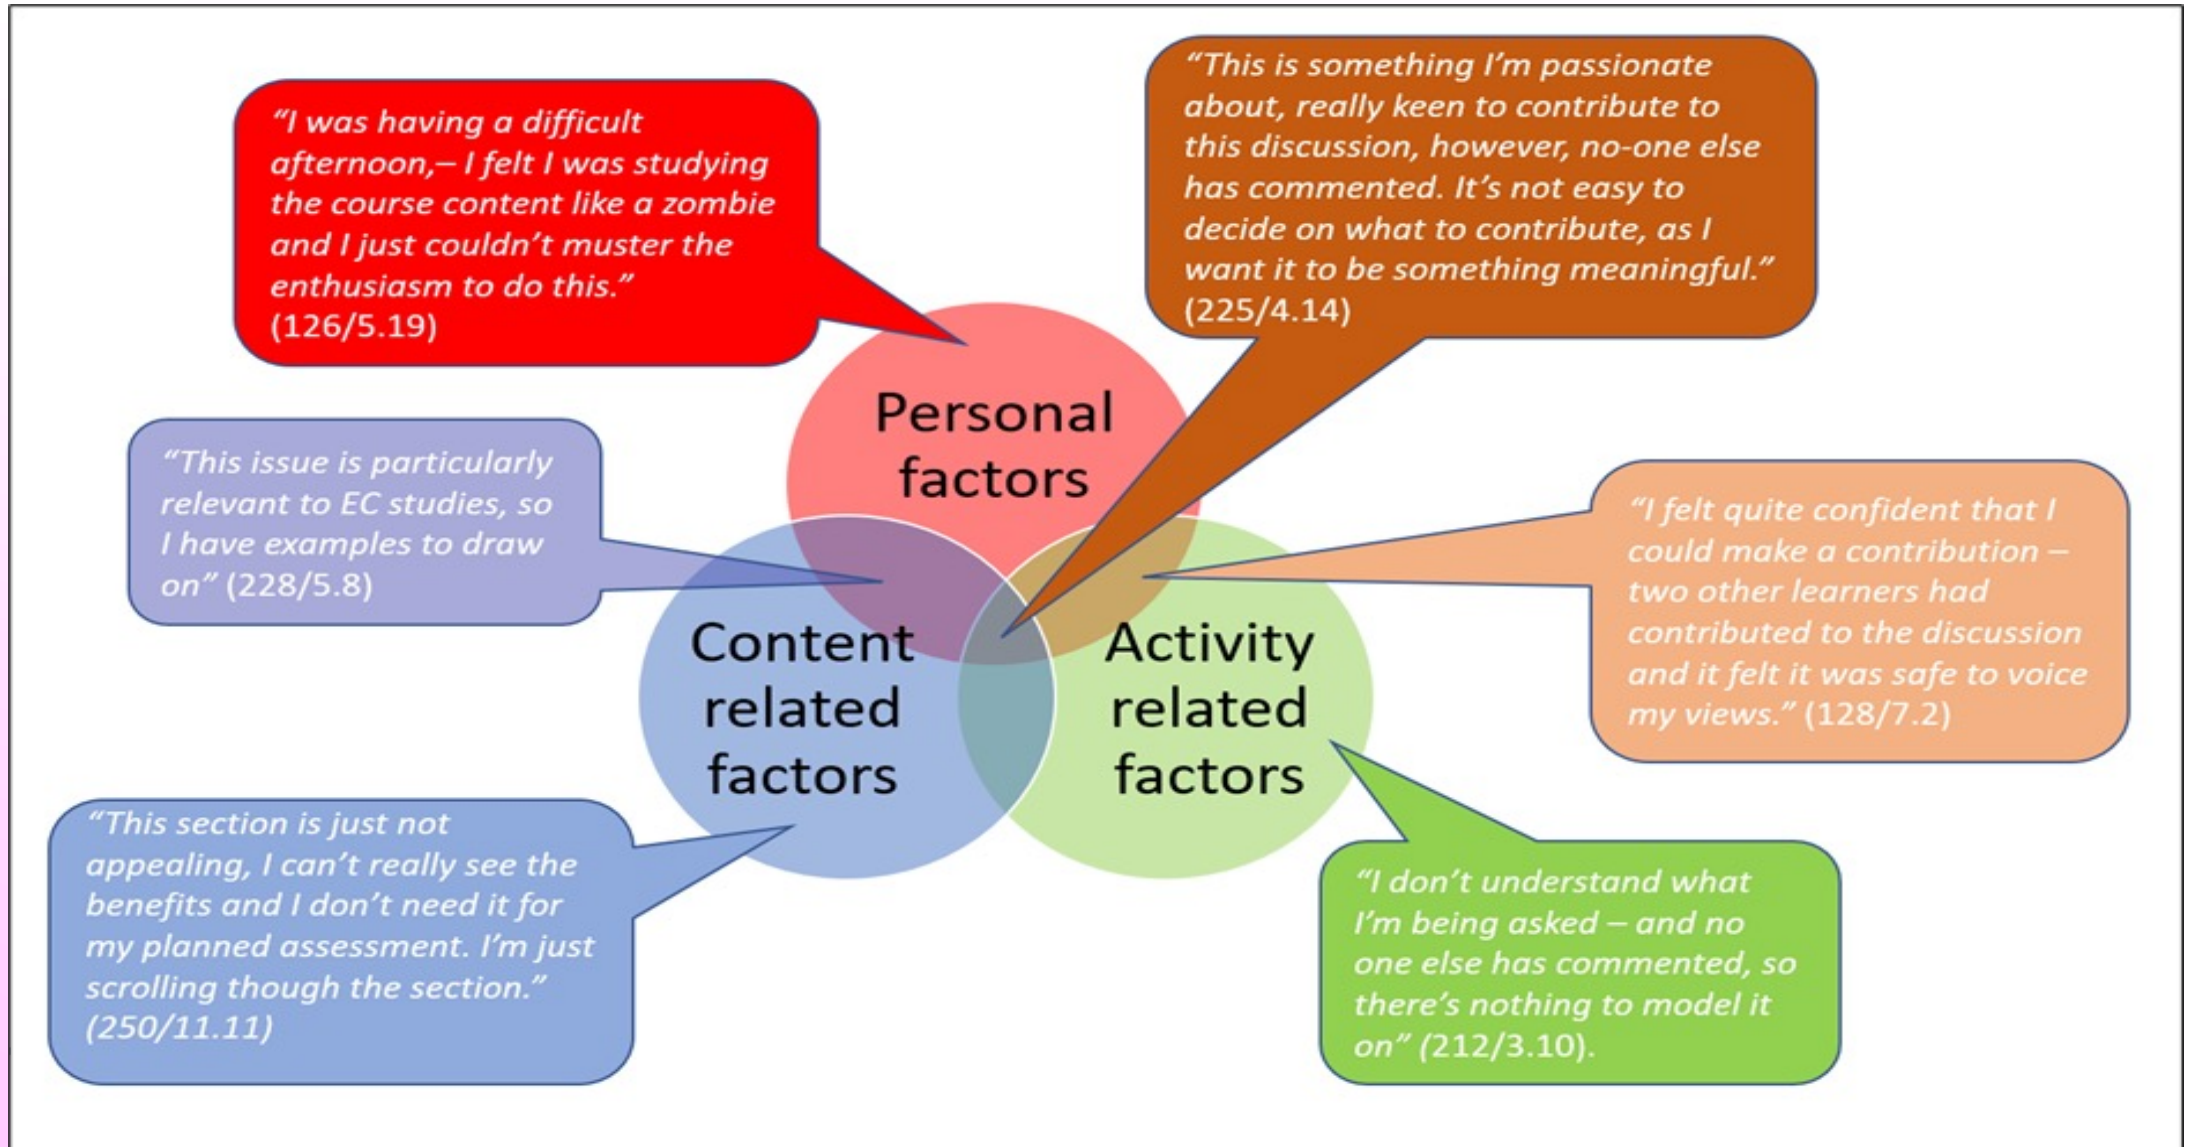 “I was having a difficult
afternoon,– I felt I was studying
the course content like a zombie
and I just couldn’t muster the
enthusiasm to do this.”
(126/5.19)
“This is something I’m passionate
about, really keen to contribute to
this discussion, however, no-one else
has commented. It’s not easy to
decide on what to contribute, as I
want it to be something meaningful.”
(225/4.14)
Personal
factors
“This issue is particularly
relevant to EC studies, so
I have examples to draw
on” (228/5.8)
“I felt quite confident that I
could make a contribution –
two other learners had
contributed to the discussion
and it felt it was safe to voice
my views.” (128/7.2)
Content
related
factors
Activity
related
factors
“This section is just not
appealing, I can’t really see the
benefits and I don’t need it for
my planned assessment. I’m just
scrolling though the section.”
(250/11.11)
“I don’t understand what
I’m being asked – and no
one else has commented, so
there’s nothing to model it
on” (212/3.10).